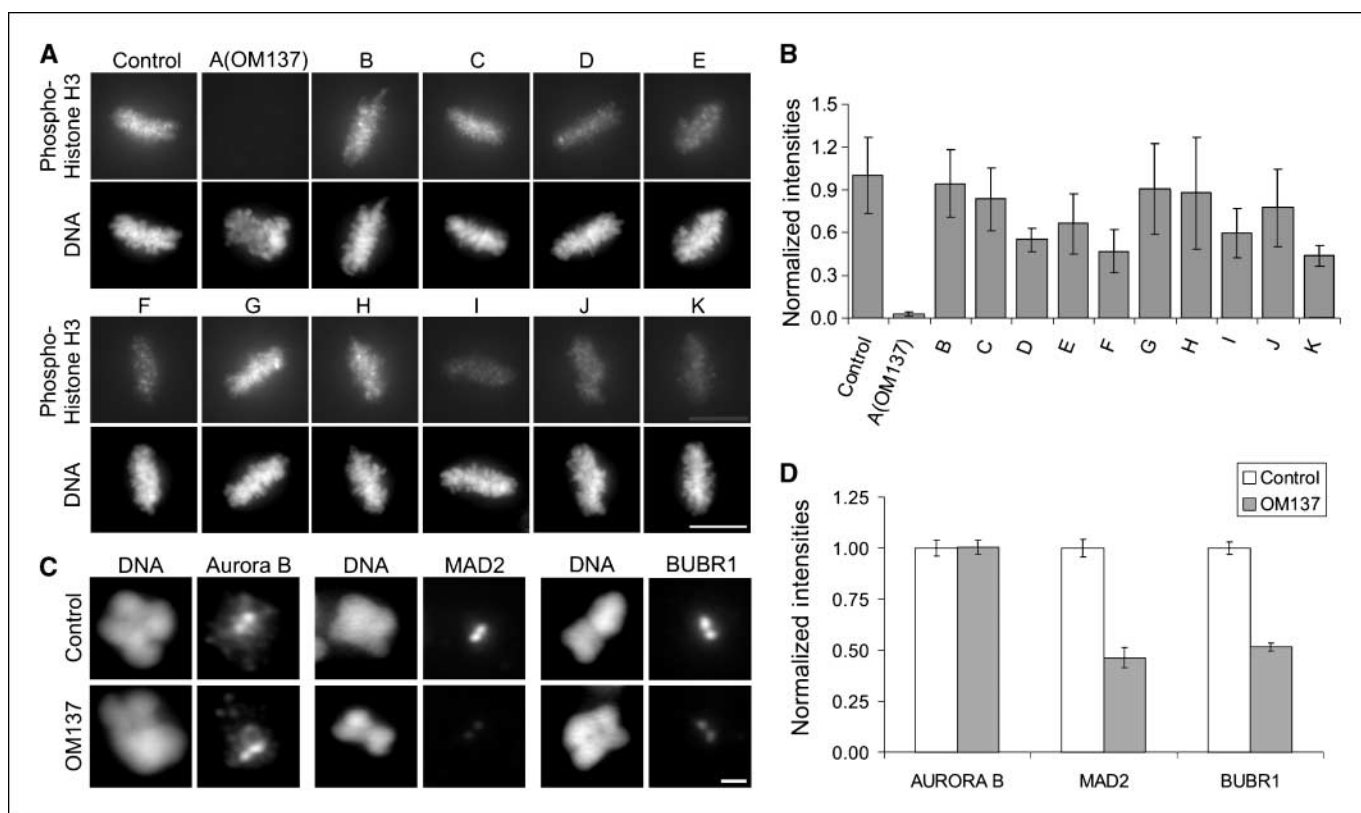 A
Control A(OM137) B C D E
Phospho-
Histone H3
DNA
F G H I J K
Phospho-
Histone H3
DNA
B
Normalized intensities
1.5
1.2
0.9
0.6
0.3
0.0
Control A(OM137) B C D E F G H I J K
C
DNA Aurora B DNA MAD2 DNA BUBR1
Control
OM137
D
Control
OM137
Normalized intensities
1.25
1.00
0.75
0.50
0.25
0.00
AURORA B MAD2 BUBR1